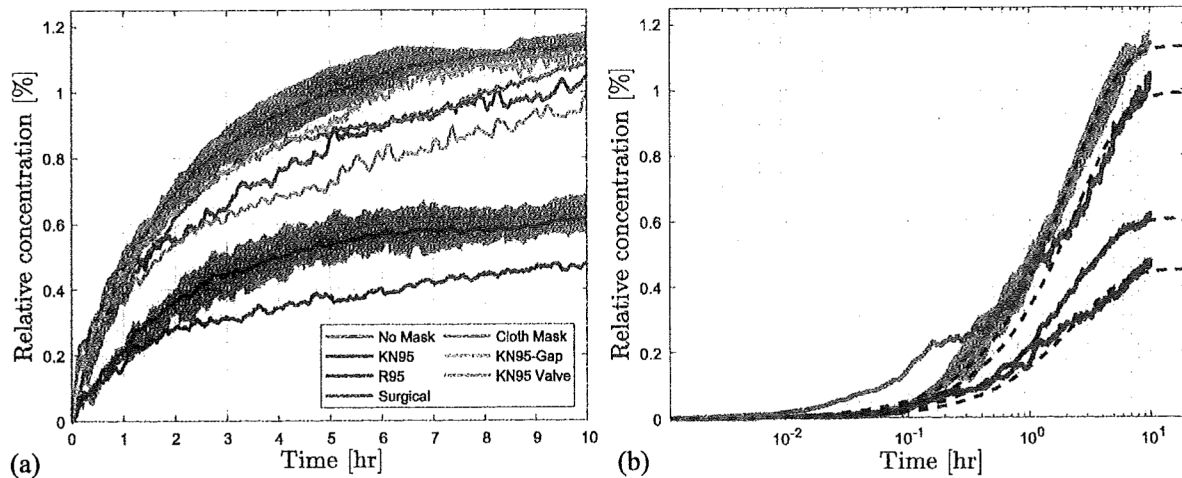 1.2
1
0.8
0.6
0.4
0.2
0
Relative concentration [%]
No Mask
KN95
R95
Surgical
Cloth Mask
KN95-Gap
KN95 Valve
0 1 2 3 4 5 6 7 8 9 10
Time [hr]
(a)
1.2
1
0.8
0.6
0.4
0.2
0
Relative concentration [%]
10-2 10-1 100 101
Time [hr]
(b)